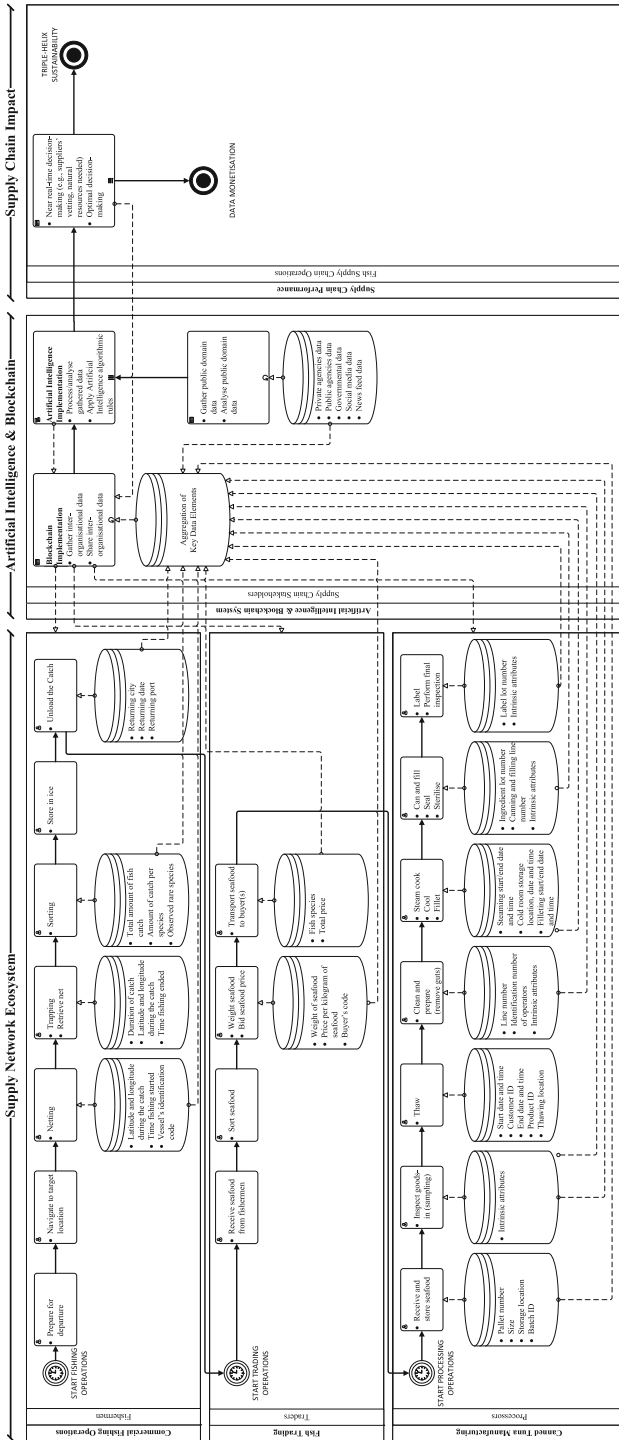 Supply Network Ecosystem
Artificial Intelligence & Blockchain
Supply Chain Impact
Commercial Fishing Operations
Fishermen
START FISHING
OPERATIONS
• Prepare for
departure
• Navigate to target
location
• Netting
• Trapping
• Retrieve net
• Sorting
• Store in ice
• Unload the Catch
• Latitude and longitude
during the catch
• Time fishing started
• Vessel's identification
code
• Duration of catch
• Latitude and longitude
during the catch
• Time fishing ended
• Total amount of fish
catch
• Amount of catch per
species
• Observed rare species
• Returning city
• Returning date
• Returning port
Fish Trading
Traders
START TRADING
OPERATIONS
• Receive seafood
from fishermen
• Sort seafood
• Weight seafood
• Bid seafood price
• Transport seafood
to buyer(s)
• Weight of seafood
• Price per kilogram of
seafood
• Buyer's code
• Fish species
• Total price
Canned Tuna Manufacturing
Processors
START PROCESSING
OPERATIONS
• Receive and
store seafood
• Inspect goods-
in (sampling)
• Thaw
• Clean and
prepare
(remove guts)
• Steam cook
• Cool
• Fillet
• Can and fill
• Seal
• Sterilise
• Label
• Perform final
inspection
• Pallet number
• Size
• Storage location
• Batch ID
• Intrinsic attributes
• Start date and time
• Customer ID
• End date and time
• Product ID
• Thawing location
• Line number
• Identification number
of operators
• Intrinsic attributes
• Steaming start/end date
and time
• Cold room storage
location, date and time
• Filleting start/end date
and time
• Ingredient lot number
• Canning and filling line
number
• Intrinsic attributes
• Label lot number
• Intrinsic attributes
Artificial Intelligence & Blockchain System
Supply Chain Stakeholders
Blockchain
Implementation
• Gather inter-
organisational data
• Share inter-
organisational data
Artificial Intelligence
Implementation
• Process/analyse
gathered data
• Apply Artificial
Intelligence algorithmic
rules
Aggregation of
Key Data Elements
• Gather public domain
data
• Analyse public domain
data
• Private agencies data
• Public agencies data
• Governmental data
• Social media data
• News feed data
Supply Chain Performance
Fish Supply Chain Operations
• Near real-time decision-
making (e.g., suppliers'
vetting, natural
resources needed)
• Optimal decision-
making
TRIPLE-HELIX
SUSTAINABILITY
DATA MONETISATION